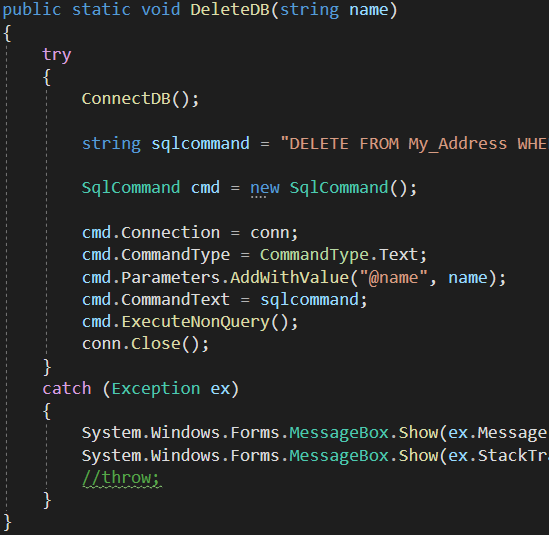 public static void DeleteDB(string name)
{
try
{
ConnectDB();
string sqlcommand = "DELETE FROM My_Address WHE
SqlCommand cmd = new SqlCommand();
cmd.Connection = conn;
cmd.CommandType = CommandType.Text;
cmd.Parameters.AddWithValue("@name", name);
cmd.CommandText = sqlcommand;
cmd.ExecuteNonQuery();
conn.Close();
}
catch (Exception ex)
{
System.Windows.Forms.MessageBox.Show(ex.Message
System.Windows.Forms.MessageBox.Show(ex.StackTra
//throw;
}
}